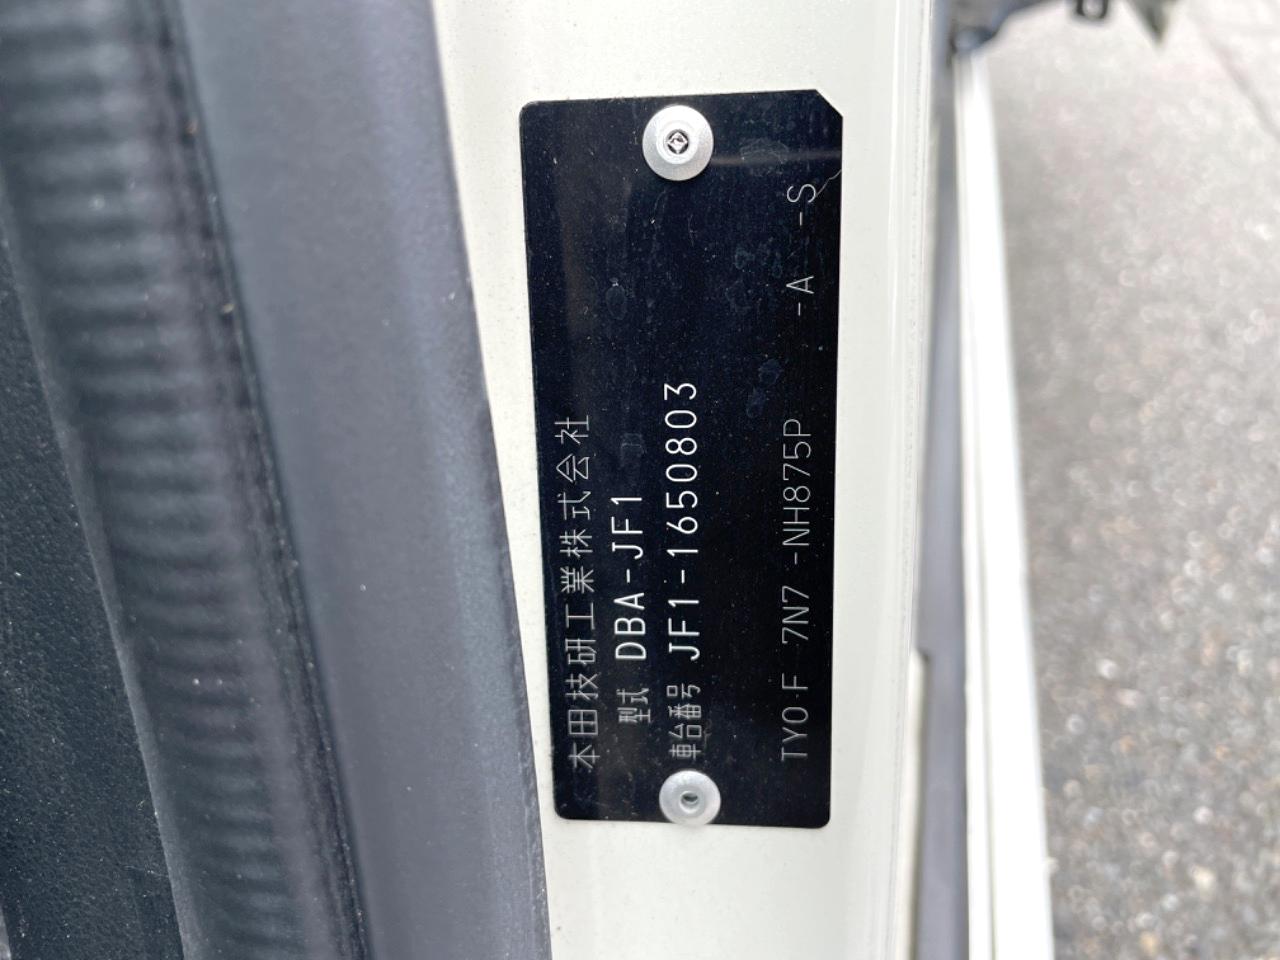 本田技研工業株式会社
型式 DBA-JF1
車台番号 JF1-1650803
TYO F 7N7 -NH875P -A -S